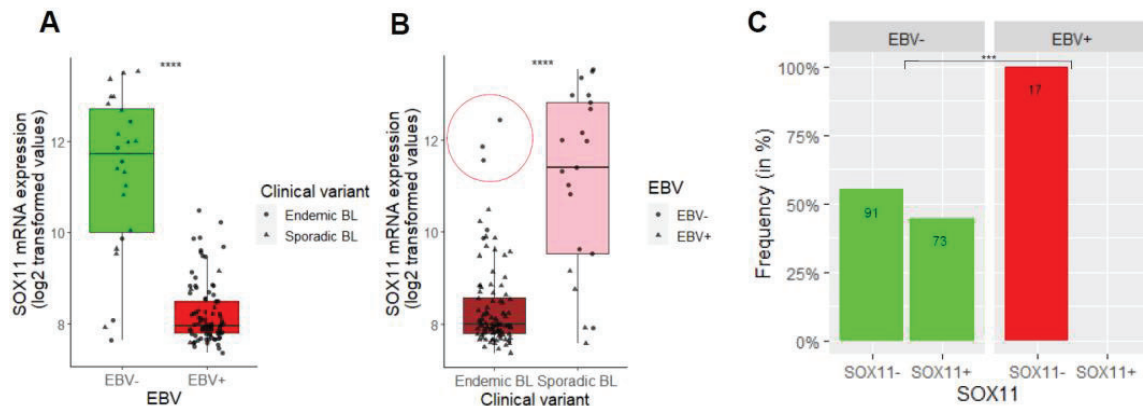 A
SOX11 mRNA expression
(log2 transformed values)
12
10
8
****
EBV-
EBV+
EBV
Clinical variant
Endemic BL
Sporadic BL
B
SOX11 mRNA expression
(log2 transformed values)
12
10
8
****
Endemic BL
Sporadic BL
Clinical variant
EBV
EBV-
EBV+
C
EBV-
EBV+
***
Frequency (in %)
100%
75%
50%
25%
0%
91
73
17
SOX11-
SOX11+
SOX11-
SOX11+
SOX11